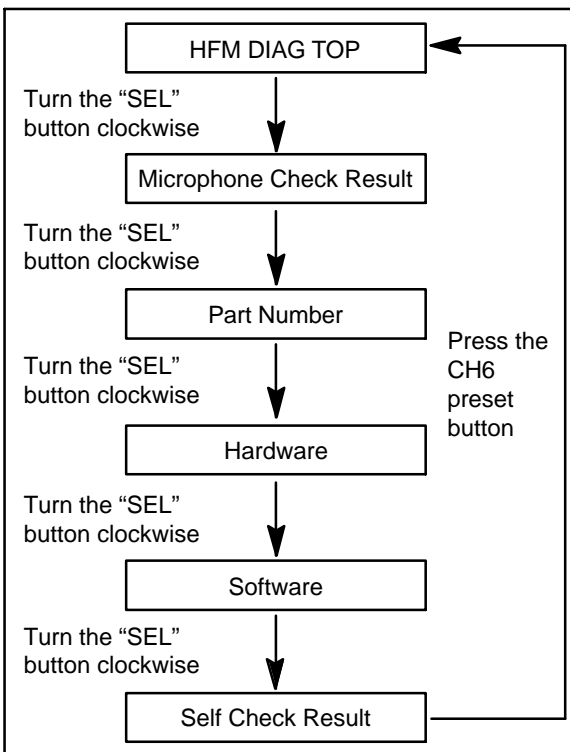 HFM DIAG TOP
Turn the “SEL”
button clockwise
Microphone Check Result
Turn the “SEL”
button clockwise
Part Number
Turn the “SEL”
button clockwise
Hardware
Turn the “SEL”
button clockwise
Software
Turn the “SEL”
button clockwise
Self Check Result
Press the
CH6
preset
button